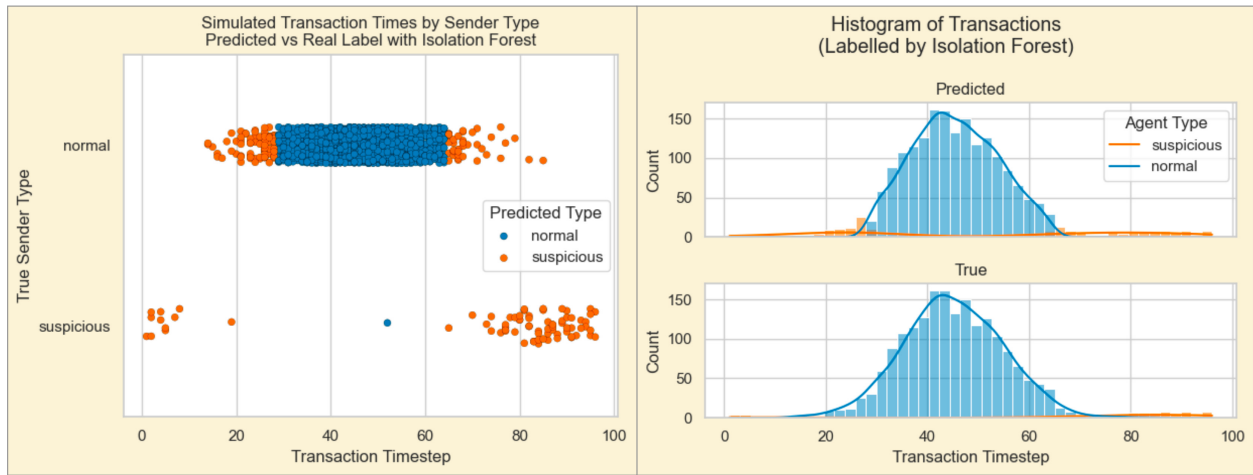 Simulated Transaction Times by Sender Type
Predicted vs Real Label with Isolation Forest
True Sender Type
normal
suspicious
Predicted Type
normal
suspicious
0 20 40 60 80 100
Transaction Timestep
Histogram of Transactions
(Labelled by Isolation Forest)
Predicted
Count
150
100
50
0
Agent Type
suspicious
normal
True
Count
150
100
50
0
0 20 40 60 80 100
Transaction Timestep